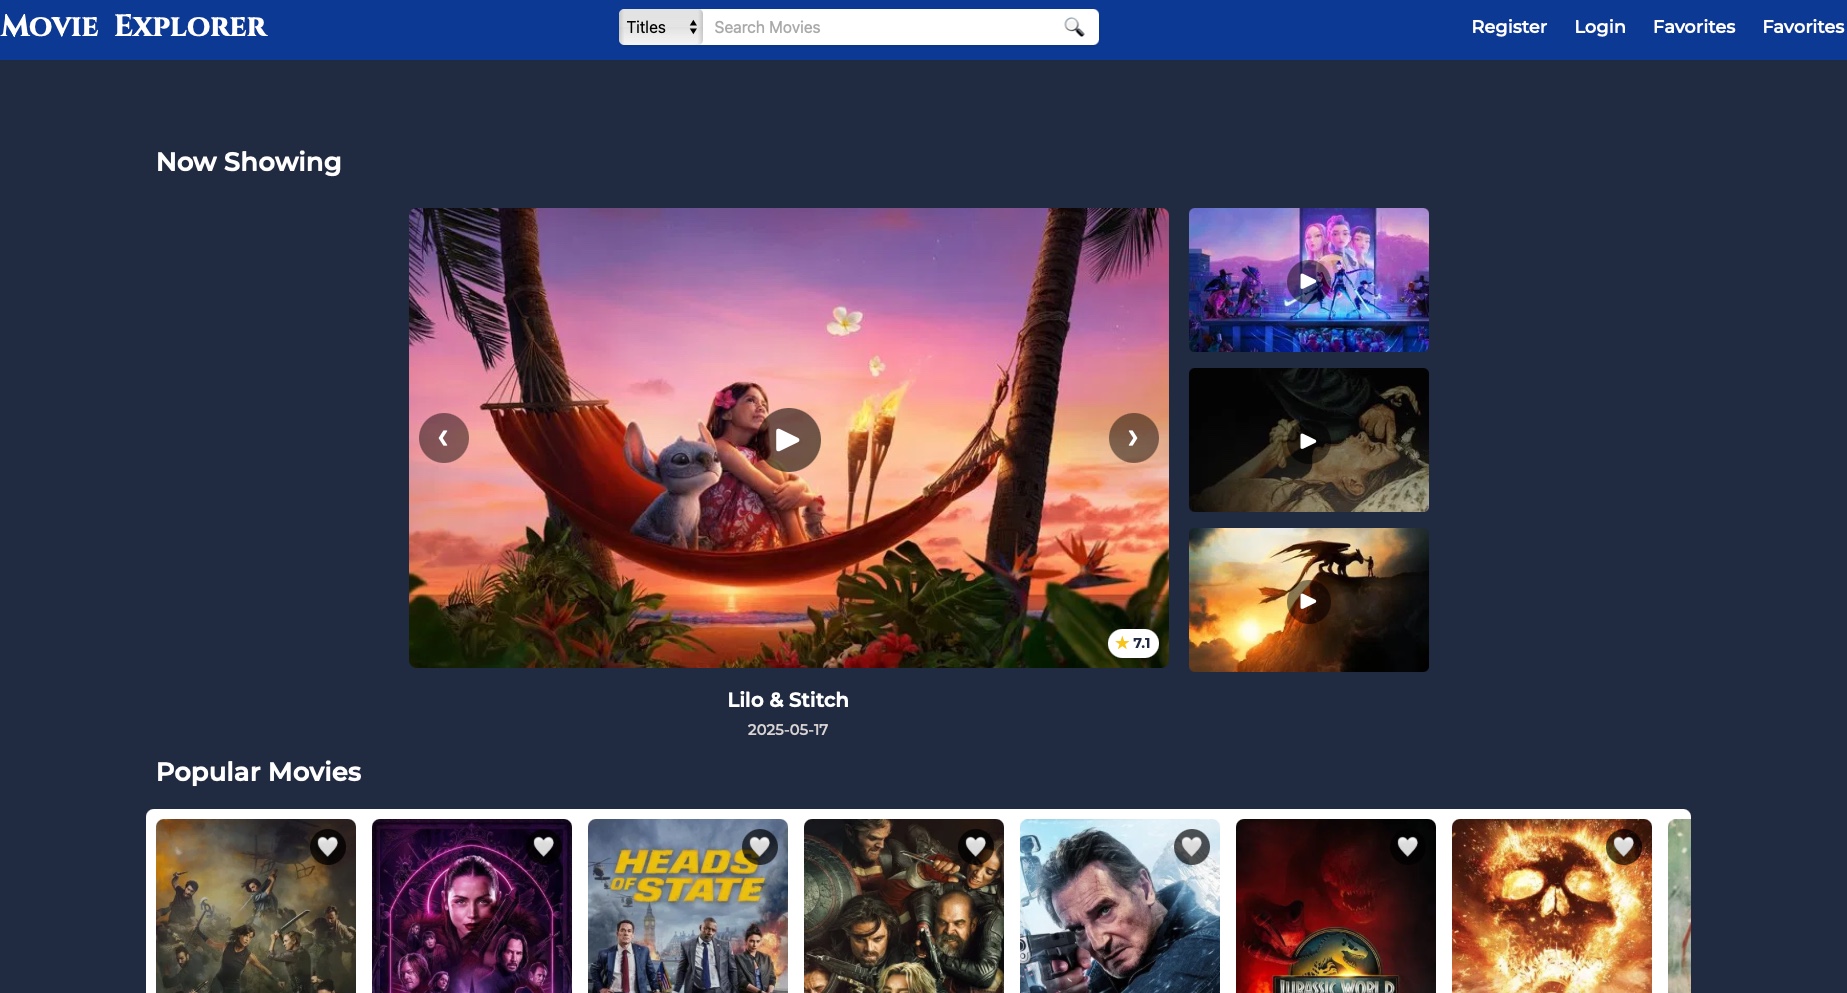 Movie Explorer
Titles
Search Movies
Register
Login
Favorites
Favorites
Now Showing
7.1
Lilo & Stitch
2025-05-17
Popular Movies
HEADS
OF STATE
JURASSIC WORLD